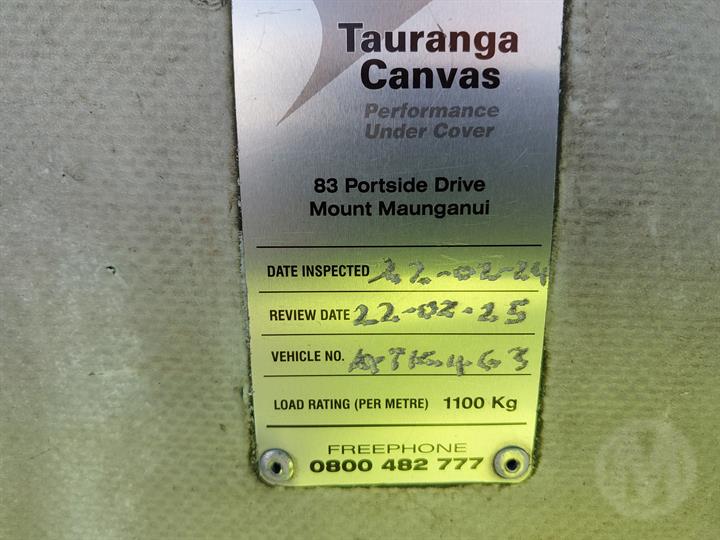 Tauranga
Canvas
Performance
Under Cover
83 Portside Drive
Mount Maunganui
DATE INSPECTED 22-02-24
REVIEW DATE 22-02-25
VEHICLE NO.
LOAD RATING (PER METRE) 1100 Kg
FREEPHONE
0800 482 777